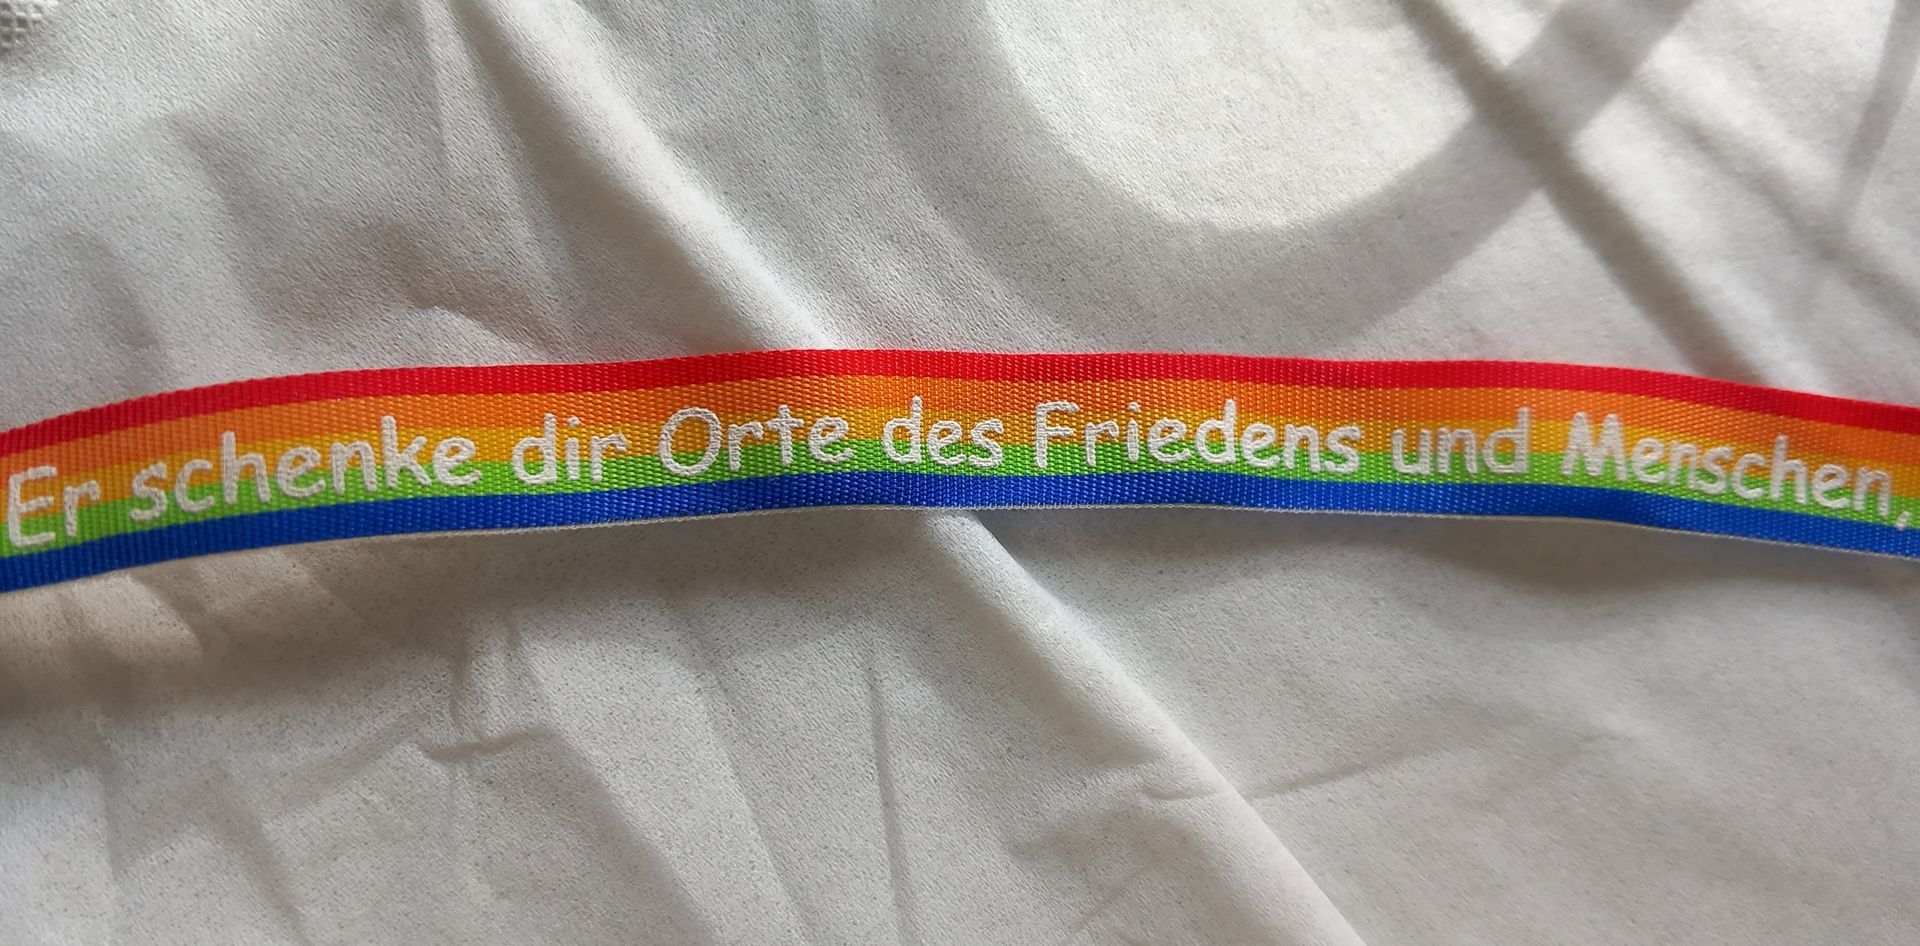 Er schenke dir Orte des Friedens und Menschen,